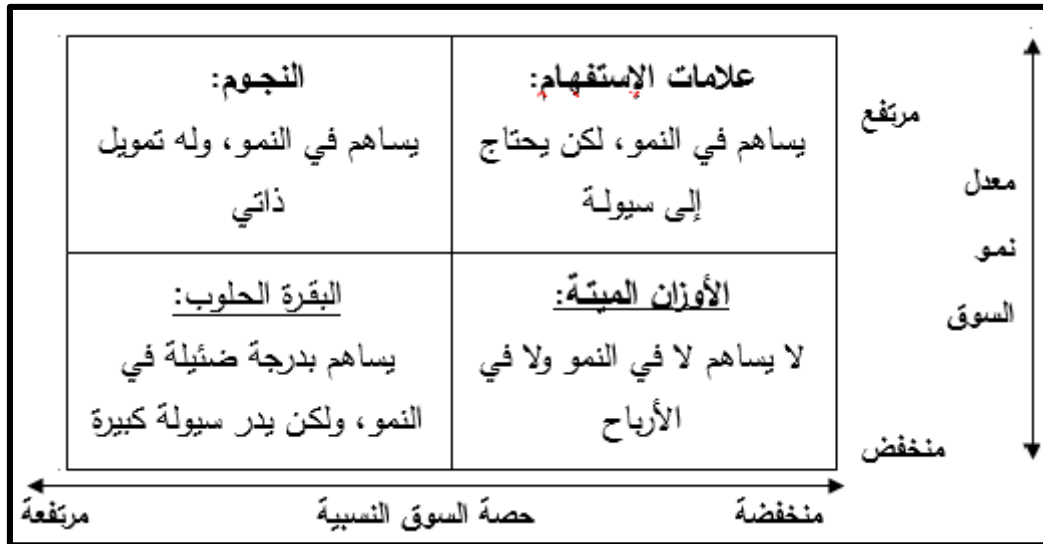 علامات الإستفهام:
يساهم في النمو، لكن يحتاج
إلى سيولة
النجوم:
يساهم في النمو، وله تمويل
ذاتي
الأوزان الميتة:
لا يساهم لا في النمو ولا في
الأرباح
البقرة الحلوب:
يساهم بدرجة ضئيلة في
النمو، ولكن يدر سيولة كبيرة
مرتفع
معدل
نمو
السوق
منخفض
منخفضة
حصة السوق النسبية
مرتفعة